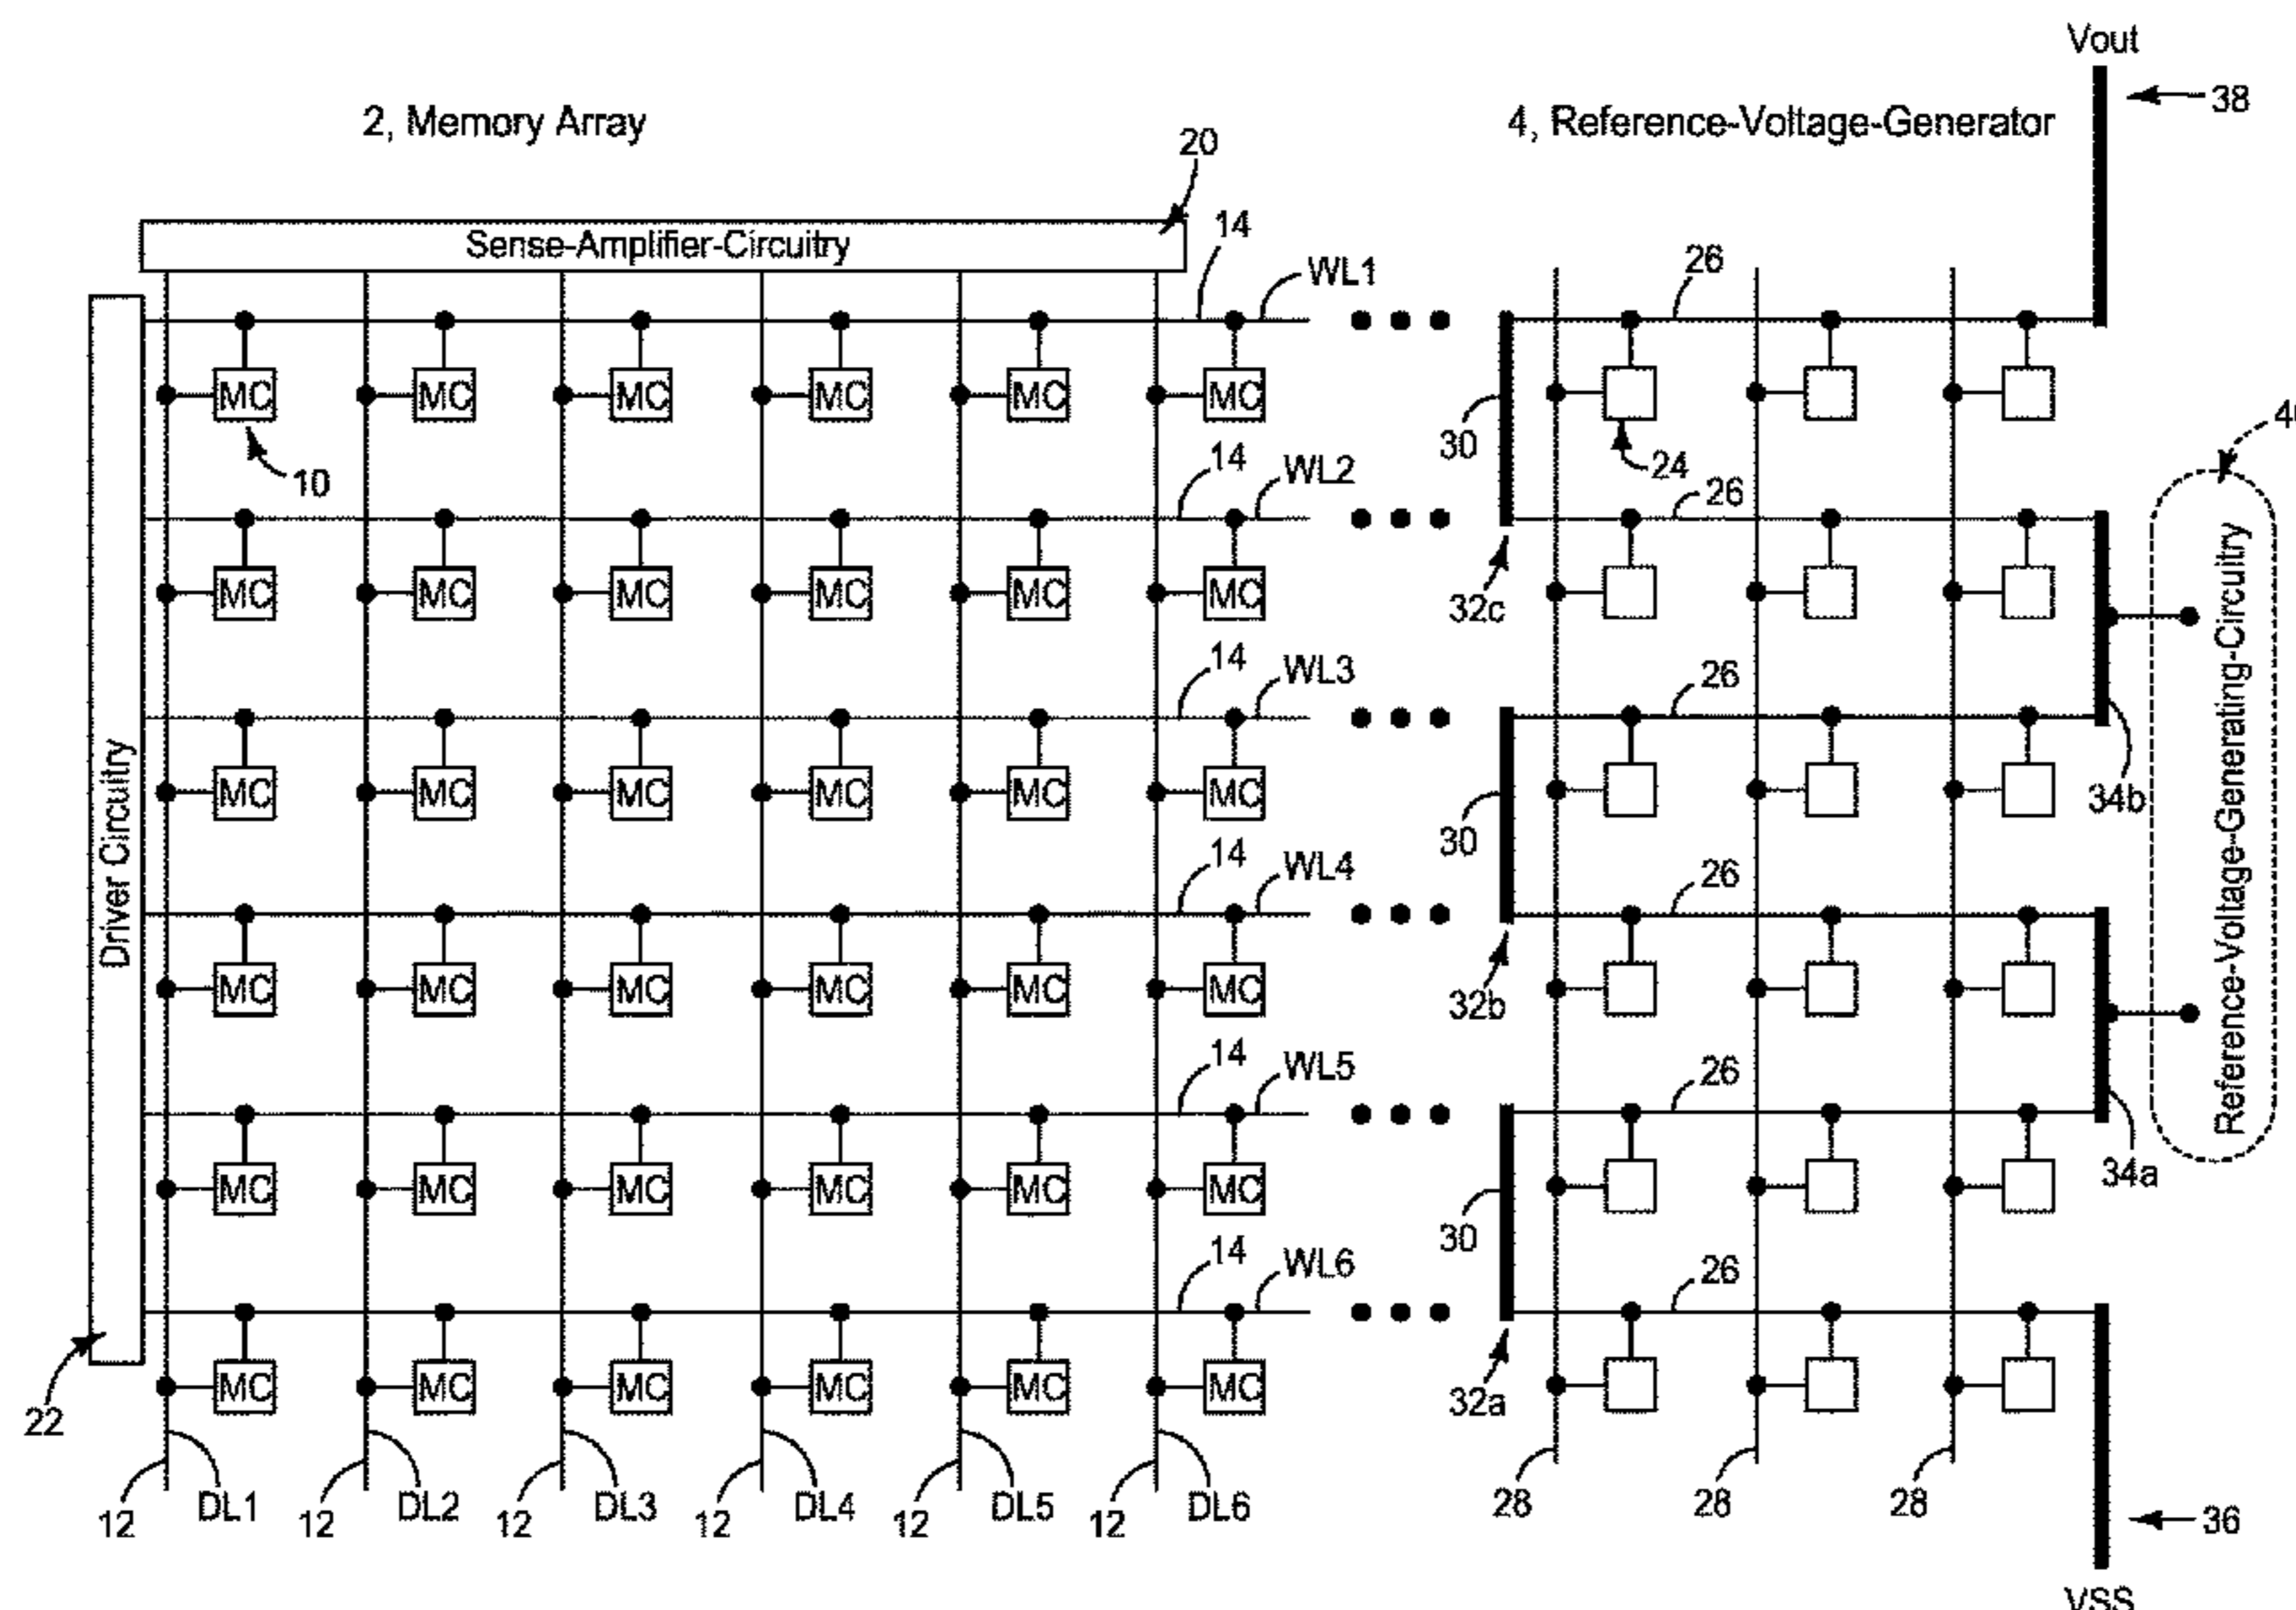 Vout
38
2, Memory Array
4, Reference-Voltage-Generator
20
Sense-Amplifier-Circuitry
14
WL1
26
MC MC MC MC MC MC
30
24
10
14
WL2
26
MC MC MC MC MC MC
32c
14
WL3
26
MC MC MC MC MC MC
30
34b
Driver Circuitry
Reference-Voltage-Generating-Circuitry
14
WL4
26
MC MC MC MC MC MC
32b
14
WL5
26
MC MC MC MC MC MC
30
34a
14
WL6
26
MC MC MC MC MC MC
32a
22
12 DL1 12 DL2 12 DL3 12 DL4 12 DL5 12 DL6
28 28 28
36
VSS